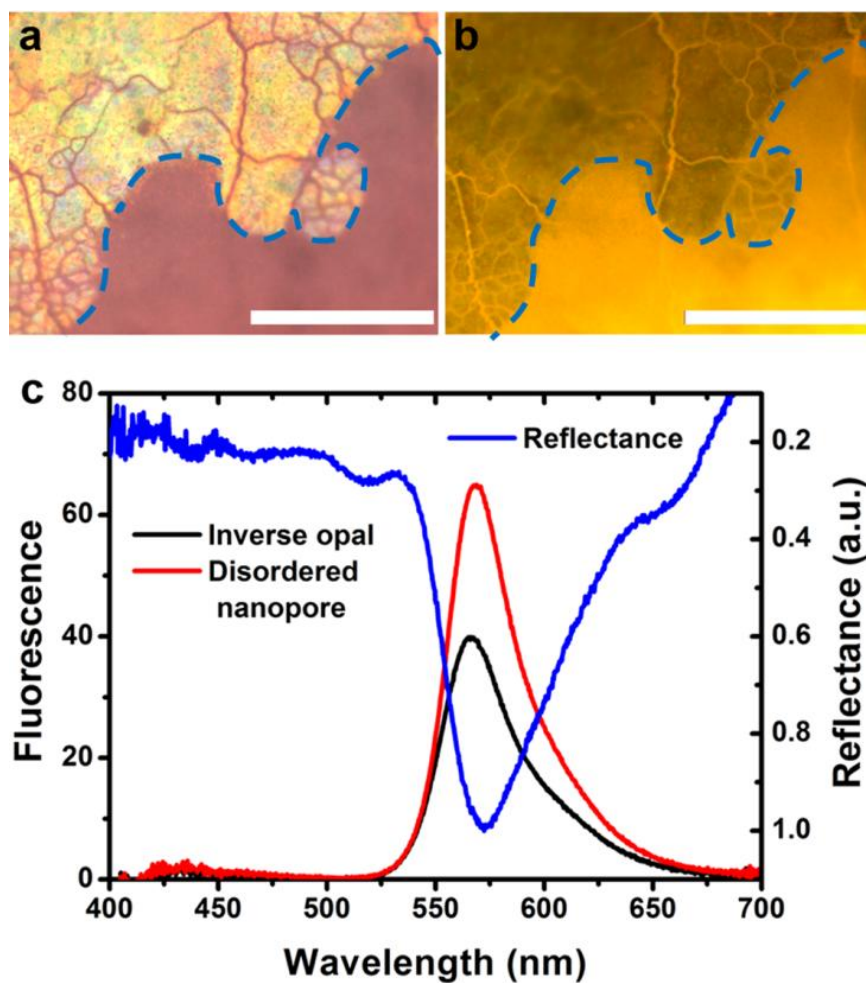 a
b
c
80
60
40
20
0
Fluorescence
Reflectance
Inverse opal
Disordered
nanopore
0.2
0.4
0.6
0.8
1.0
Reflectance (a.u.)
400
450
500
550
600
650
700
Wavelength (nm)